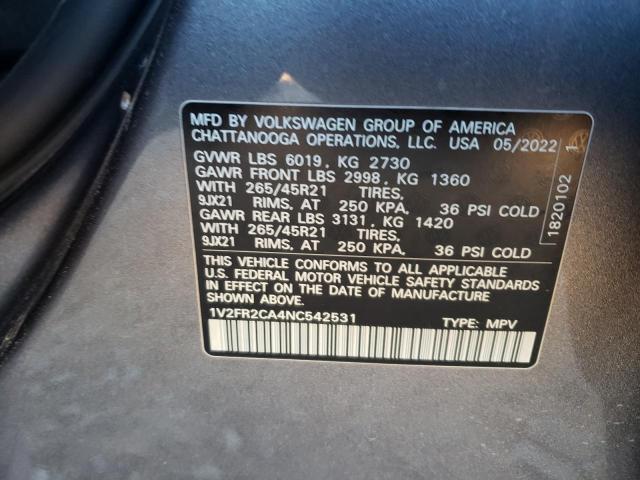 MFD BY VOLKSWAGEN GROUP OF AMERICA
CHATTANOOGA OPERATIONS, LLC. USA 05/2022
GVWR LBS 6019, KG 2730
GAWR FRONT LBS 2998, KG 1360
WITH 265/45R21 TIRES,
9JX21 RIMS, AT 250 KPA, 36 PSI COLD
GAWR REAR LBS 3131, KG 1420
WITH 265/45R21 TIRES,
9JX21 RIMS, AT 250 KPA, 36 PSI COLD
THIS VEHICLE CONFORMS TO ALL APPLICABLE
U.S. FEDERAL MOTOR VEHICLE SAFETY STANDARDS
IN EFFECT ON THE DATE OF MANUFACTURE
SHOWN ABOVE.
1V2FR2CA4NC542531 TYPE: MPV
1820102 1